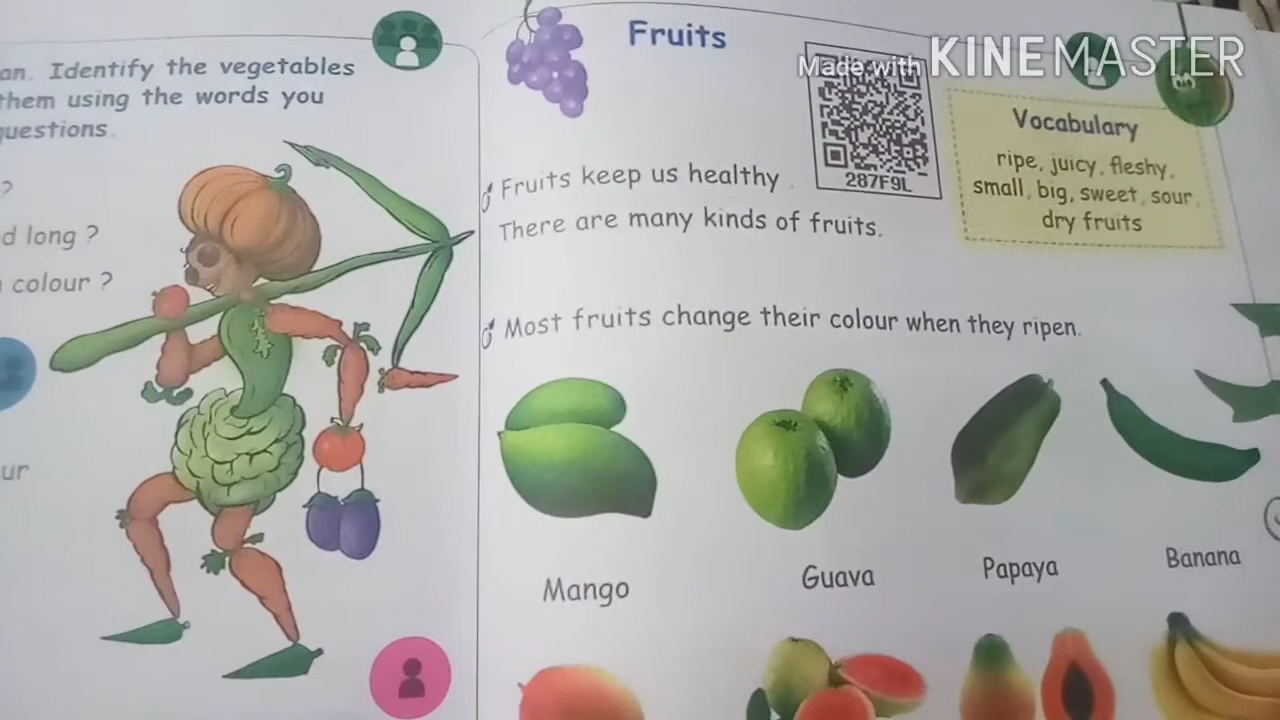 an. Identify the vegetables
them using the words you
questions.
?
d long ?
colour ?
ur
Fruits
Made with KINEMASTER
287F9L
Vocabulary
ripe, juicy, fleshy,
small, big, sweet, sour,
dry fruits
Fruits keep us healthy.
There are many kinds of fruits.
Most fruits change their colour when they ripen.
Mango Guava Papaya Banana